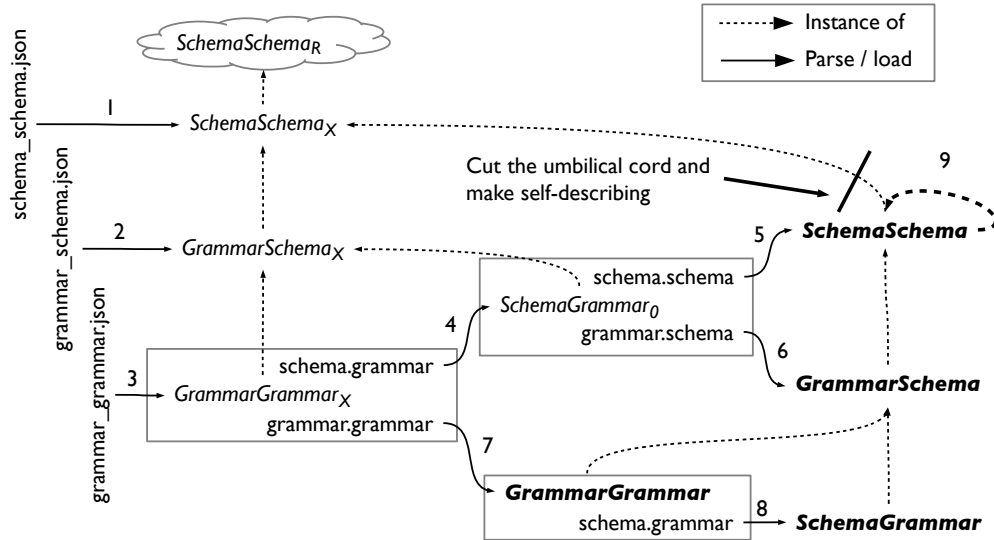 Instance of
Parse / load
SchemaSchema_R
schema_schema.json
1
SchemaSchema_X
Cut the umbilical cord and
make self-describing
9
grammar_schema.json
2
GrammarSchema_X
5
SchemaSchema
schema.schema
SchemaGrammar_0
grammar.schema
4
6
grammar_grammar.json
3
schema.grammar
GrammarGrammar_X
grammar.grammar
GrammarSchema
7
GrammarGrammar
schema.grammar
8
SchemaGrammar